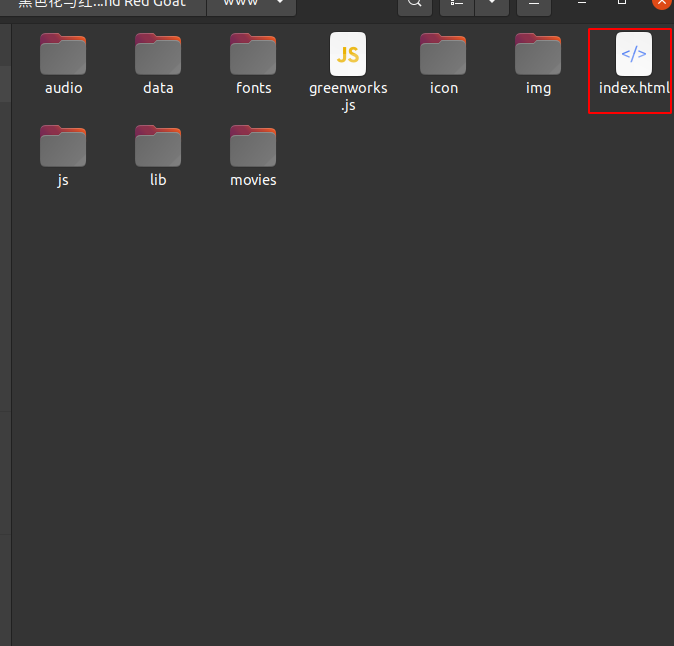 黑色花与红...nd Red Goat
www
audio
data
fonts
greenworks
.js
icon
img
index.html
js
lib
movies
JS